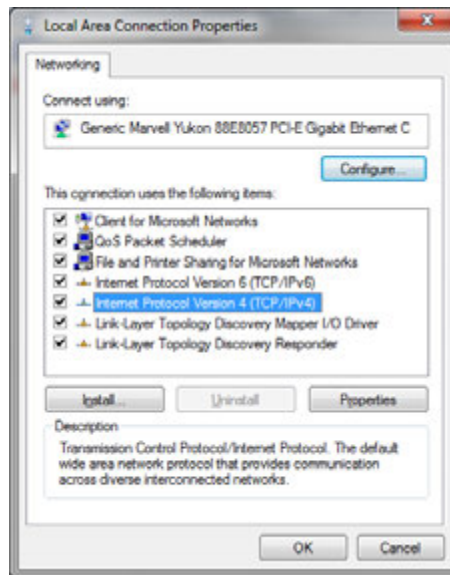 Local Area Connection Properties
Networking
Connect using:
Generic Marvell Yukon 88E8057 PCI-E Gigabit Ethernet C
Configure...
This connection uses the following items:
Client for Microsoft Networks
QoS Packet Scheduler
File and Printer Sharing for Microsoft Networks
Internet Protocol Version 6 (TCP/IPv6)
Internet Protocol Version 4 (TCP/IPv4)
Link-Layer Topology Discovery Mapper I/O Driver
Link-Layer Topology Discovery Responder
Install... Uninstall Properties
Description
Transmission Control Protocol/Internet Protocol. The default
wide area network protocol that provides communication
across diverse interconnected networks.
OK Cancel